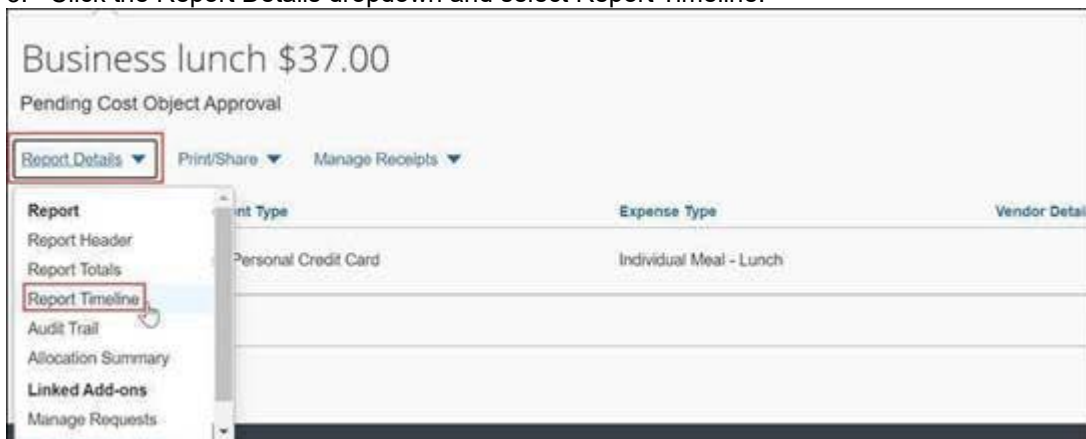 Click the Report Details dropdown and select Report Timeline.
Business lunch $37.00
Pending Cost Object Approval
Report Details Print/Share Manage Receipts
Report
Type Expense Type Vendor
Report Header
Personal Credit Card Individual Meal - Lunch
Report Totals
Report Timeline
Audit Trail
Allocation Summary
Linked Add-ons
Manage Requests